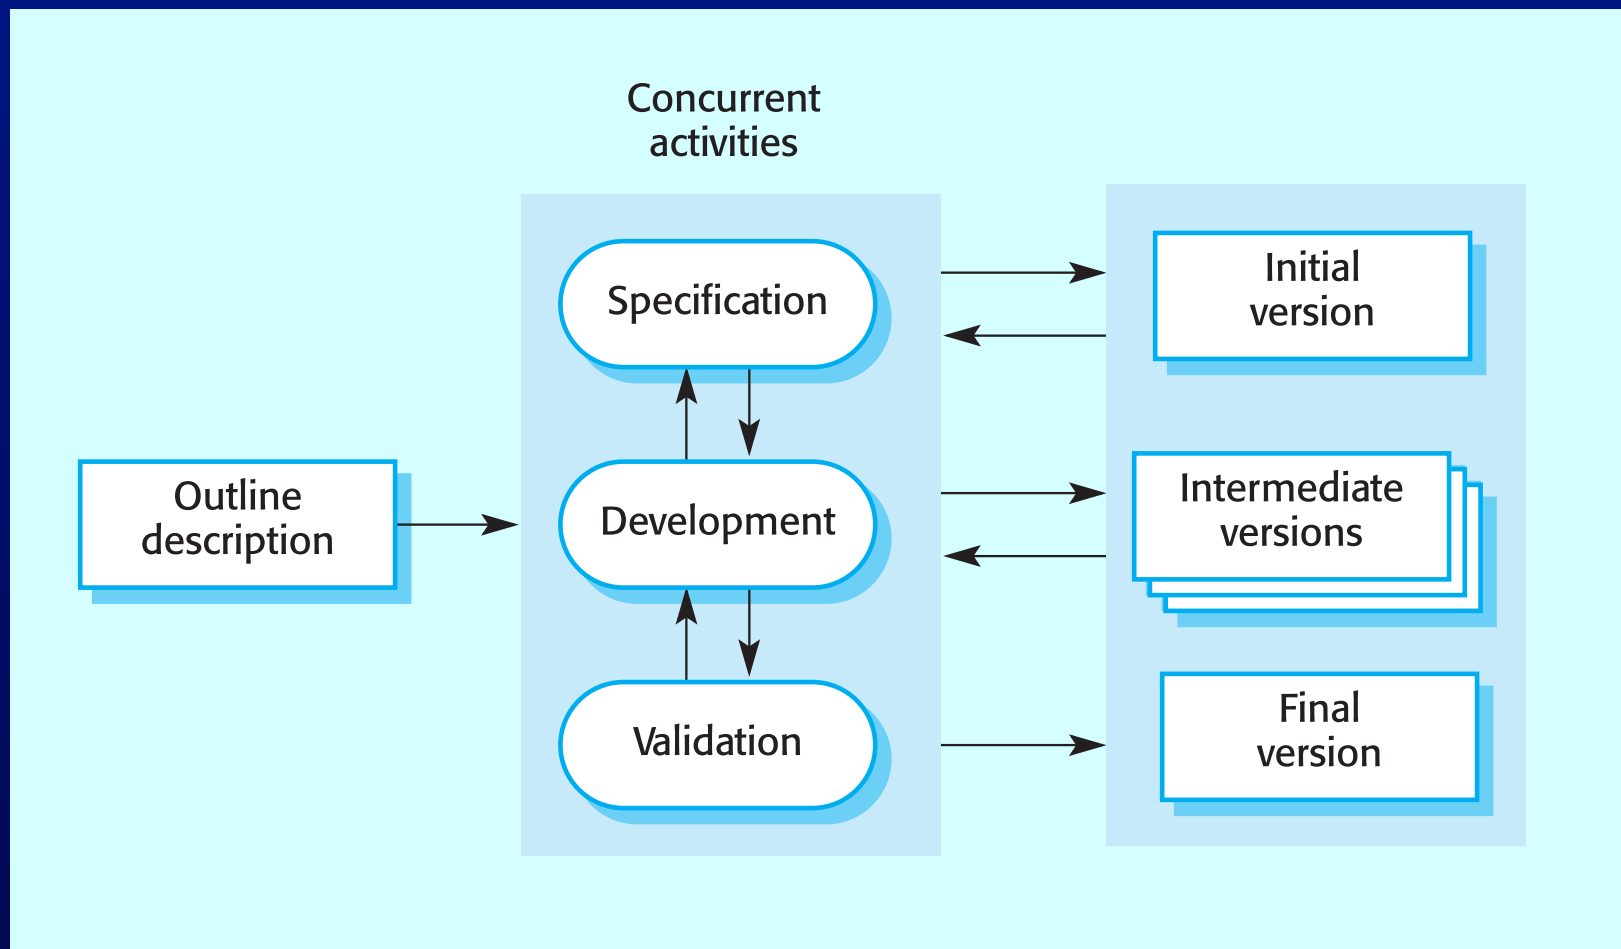 Concurrent
activities
Specification
Initial
version
Outline
description
Development
Intermediate
versions
Validation
Final
version